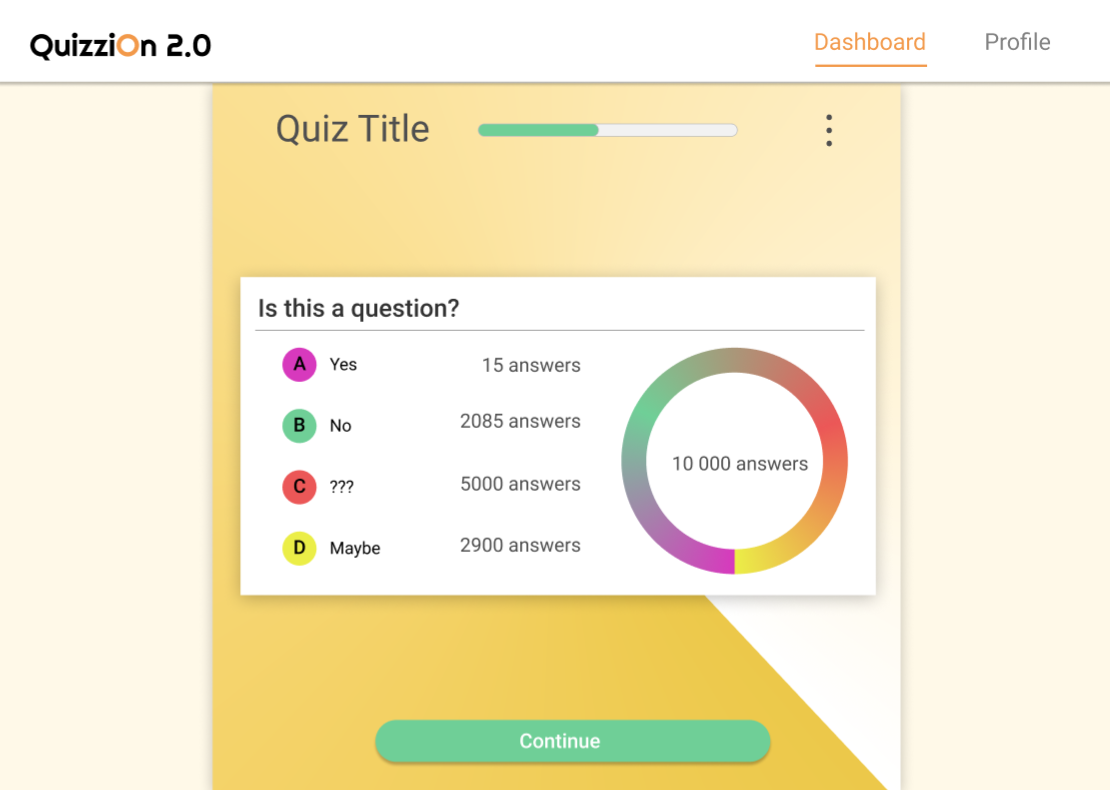 QuizziOn 2.0
Dashboard
Profile
Quiz Title
Is this a question?
A Yes 15 answers
B No 2085 answers
C ??? 5000 answers
D Maybe 2900 answers
10 000 answers
Continue